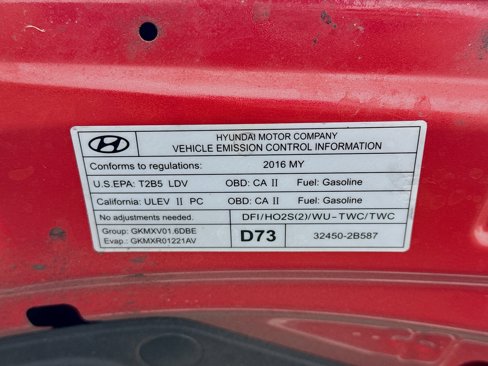 HYUNDAI MOTOR COMPANY
VEHICLE EMISSION CONTROL INFORMATION
Conforms to regulations: 2016 MY
U.S.EPA: T2B5 LDV OBD: CA II Fuel: Gasoline
California: ULEV II PC OBD: CA II Fuel: Gasoline
No adjustments needed. DFI/HO2S(2)/WU-TWC/TWC
Group: GKMXV01.6DBE
Evap.: GKMXR01221AV
D73
32450-2B587